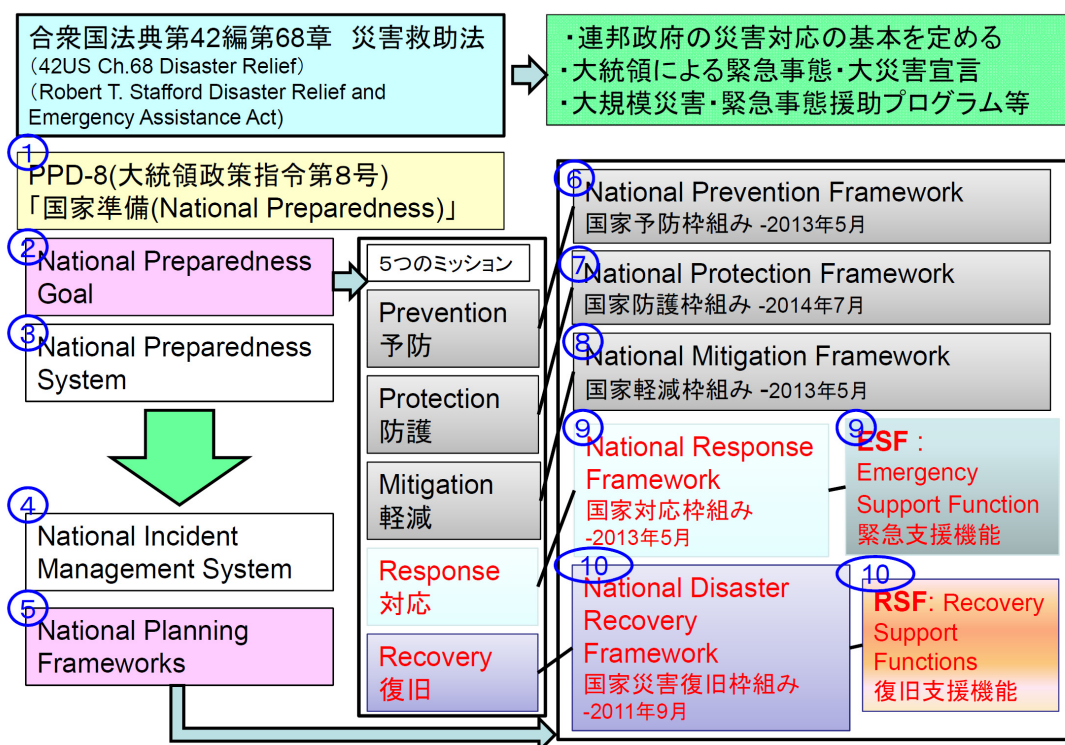 合衆国法典第42編第68章 災害救助法
(42US Ch.68 Disaster Relief)
(Robert T. Stafford Disaster Relief and
Emergency Assistance Act)
・連邦政府の災害対応の基本を定める
・大統領による緊急事態・大災害宣言
・大規模災害・緊急事態援助プログラム等
1
PPD-8(大統領政策指令第8号)
「国家準備(National Preparedness)」
2
National Preparedness
Goal
3
National Preparedness
System
4
National Incident
Management System
5
National Planning
Frameworks
5つのミッション
Prevention
予防
Protection
防護
Mitigation
軽減
Response
対応
Recovery
復旧
6
National Prevention Framework
国家予防枠組み -2013年5月
7
National Protection Framework
国家防護枠組み -2014年7月
8
National Mitigation Framework
国家軽減枠組み -2013年5月
9
National Response
Framework
国家対応枠組み
-2013年5月
9
ESF :
Emergency
Support Function
緊急支援機能
10
National Disaster
Recovery
Framework
国家災害復旧枠組み
-2011年9月
10
RSF: Recovery
Support
Functions
復旧支援機能